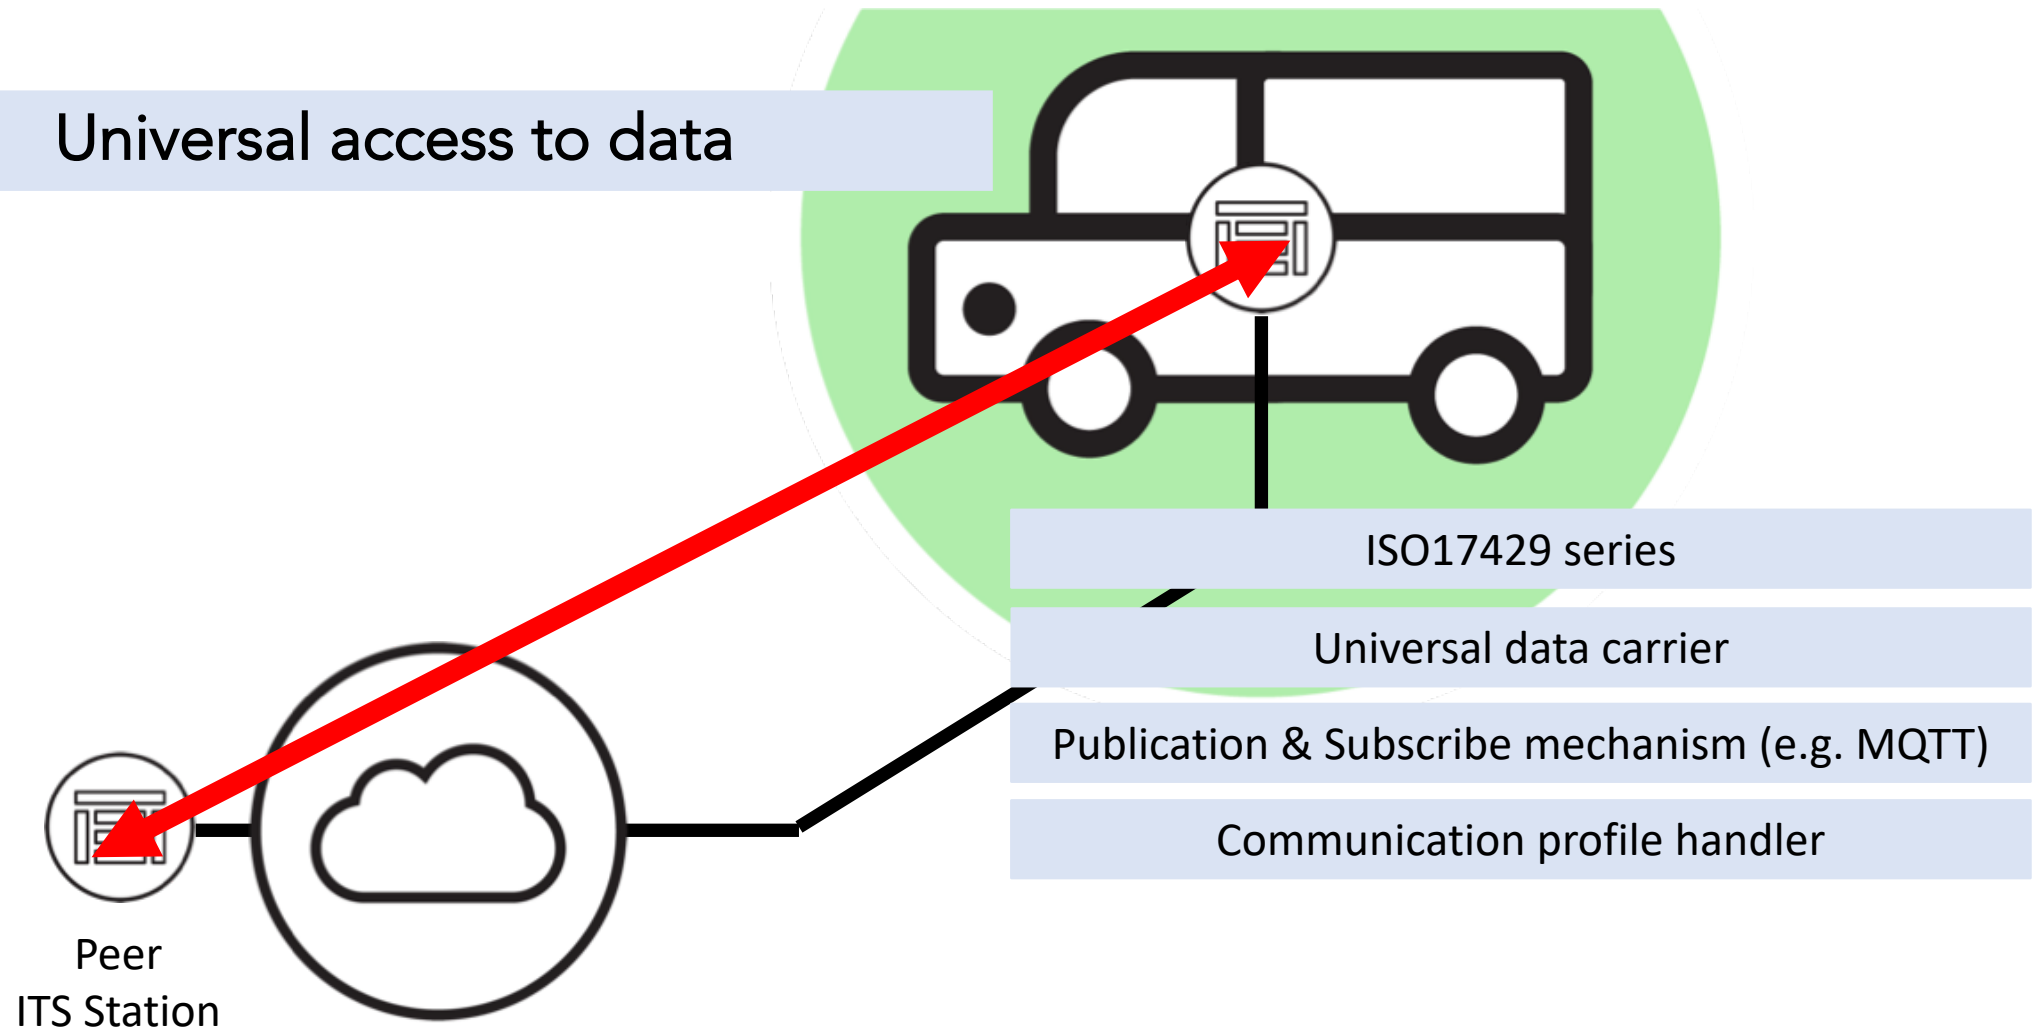 Universal access to data
ISO17429 series
Universal data carrier
Publication & Subscribe mechanism (e.g. MQTT)
Communication profile handler
Peer
ITS Station